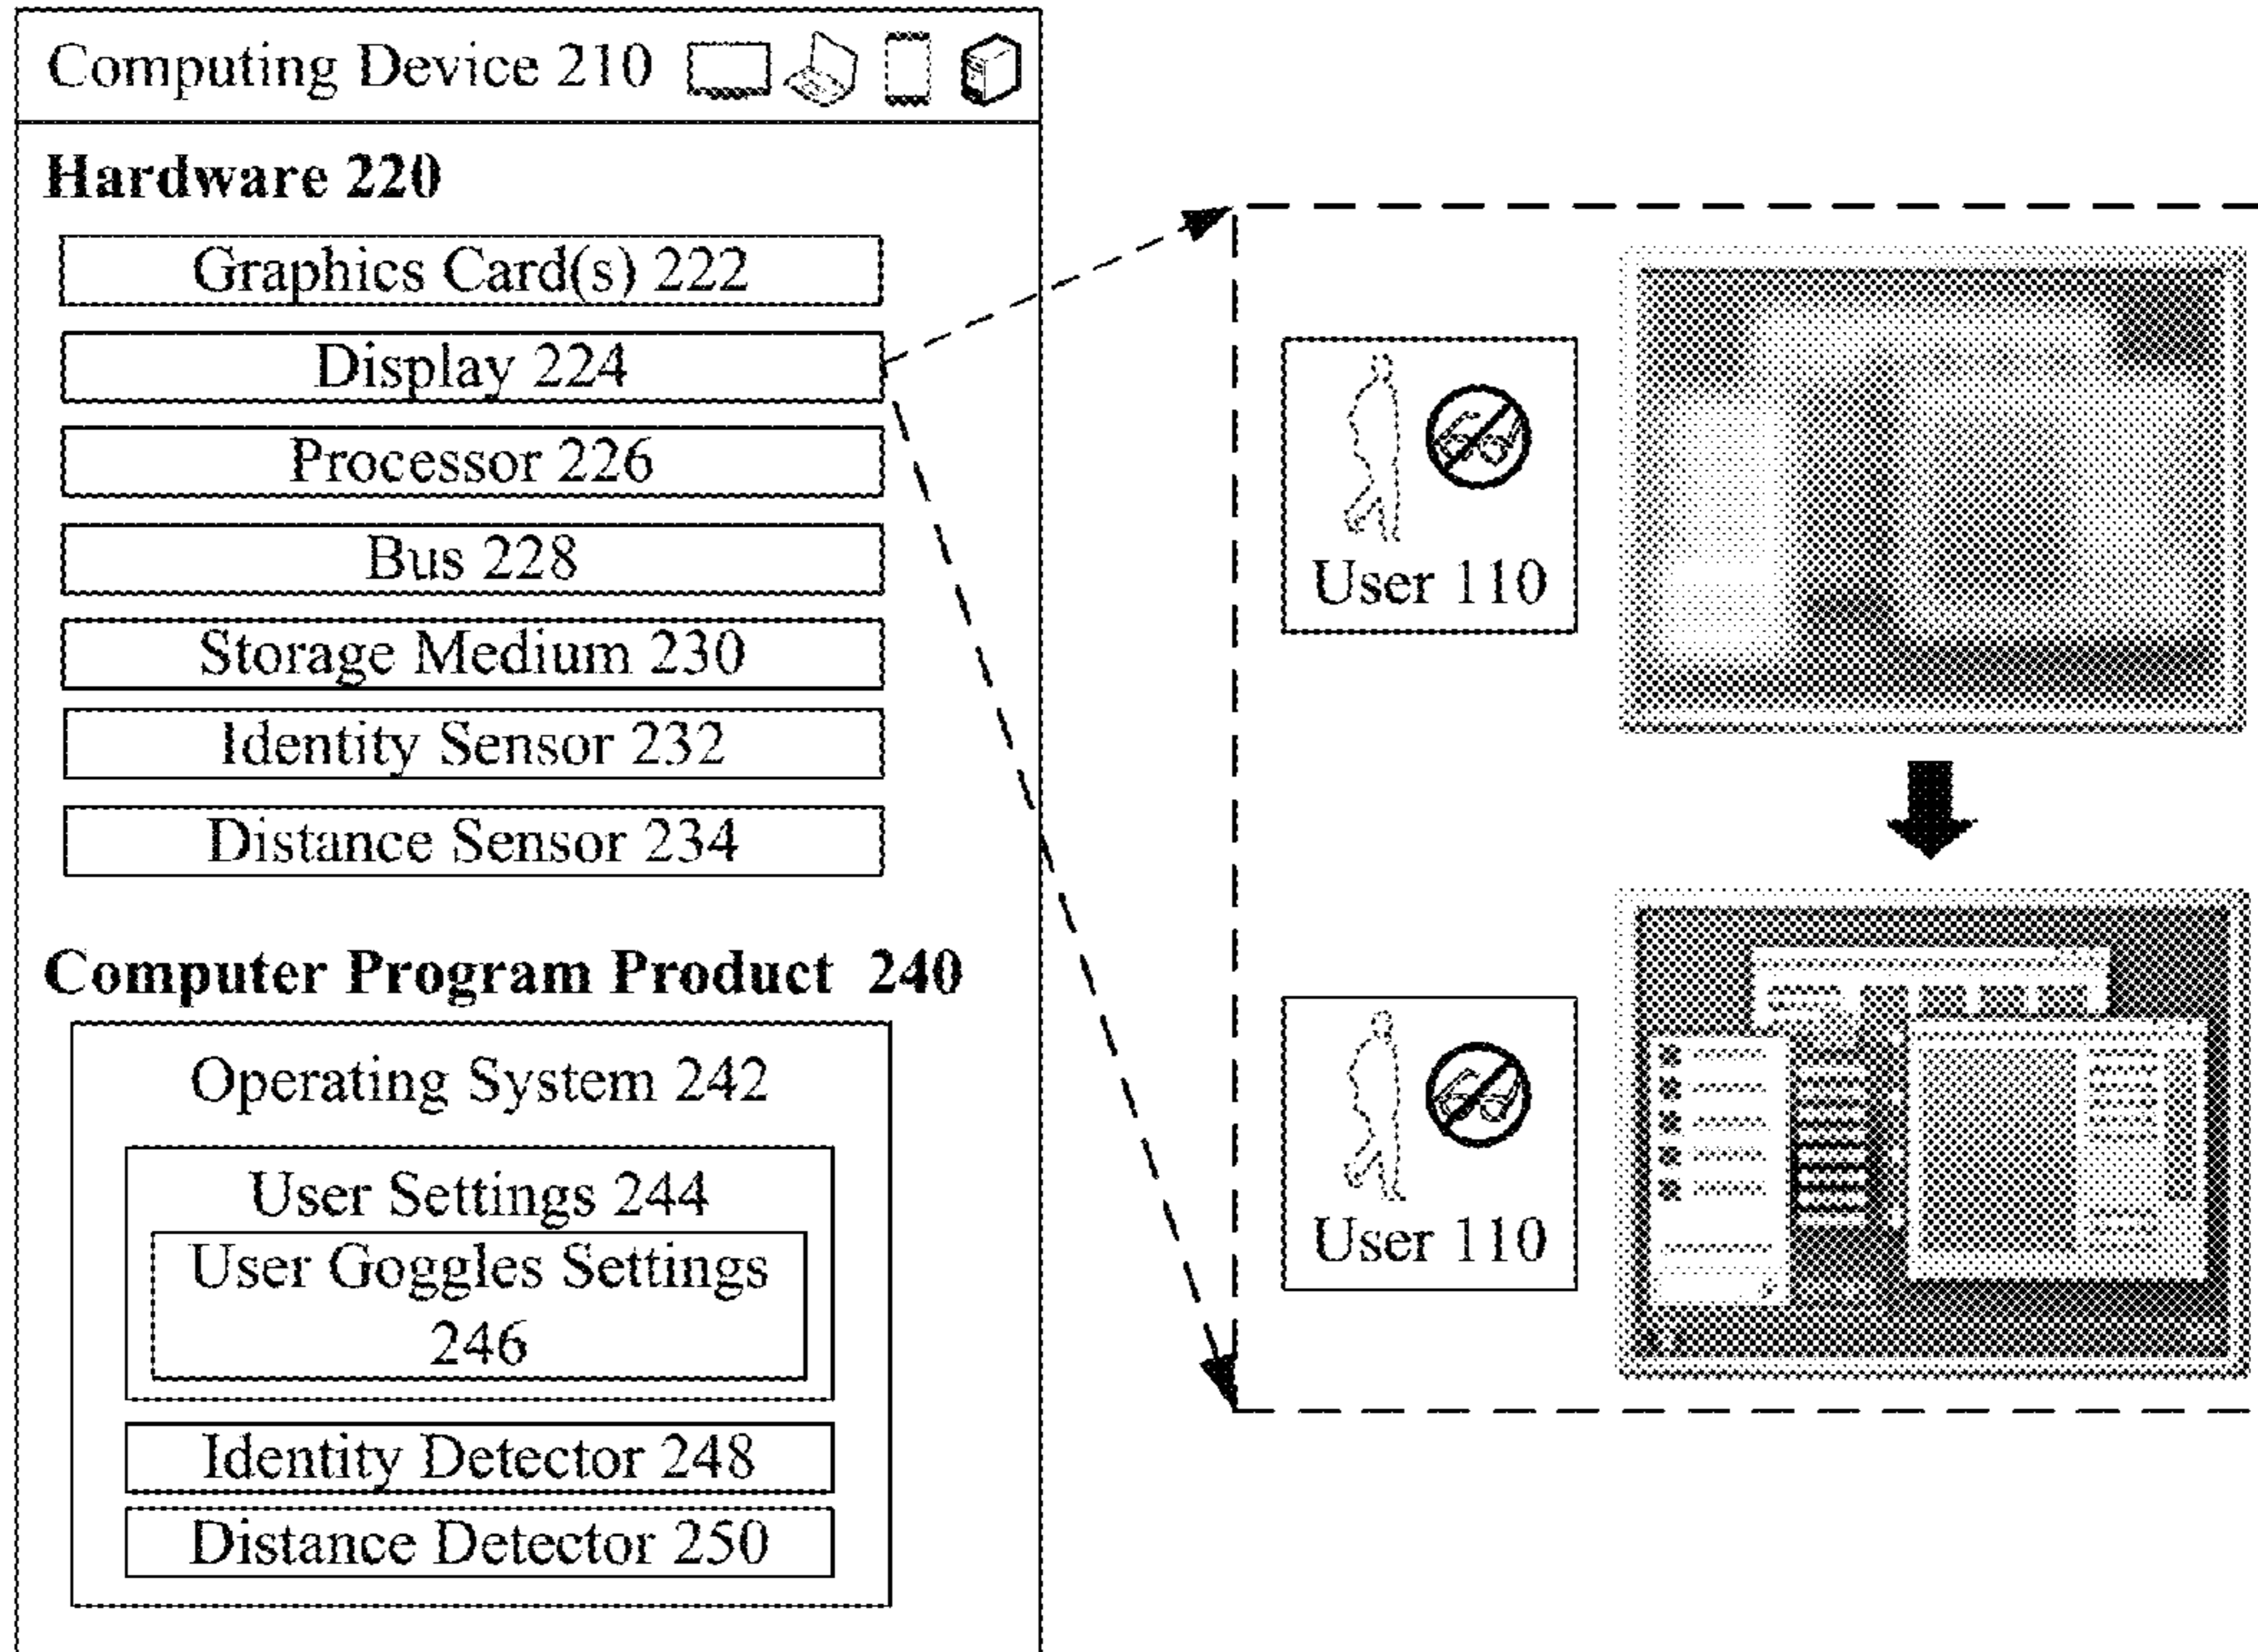 Computing Device 210
Hardware 220
Graphics Card(s) 222
Display 224
Processor 226
Bus 228
Storage Medium 230
Identity Sensor 232
Distance Sensor 234
Computer Program Product 240
Operating System 242
User Settings 244
User Goggles Settings
246
Identity Detector 248
Distance Detector 250
User 110
User 110